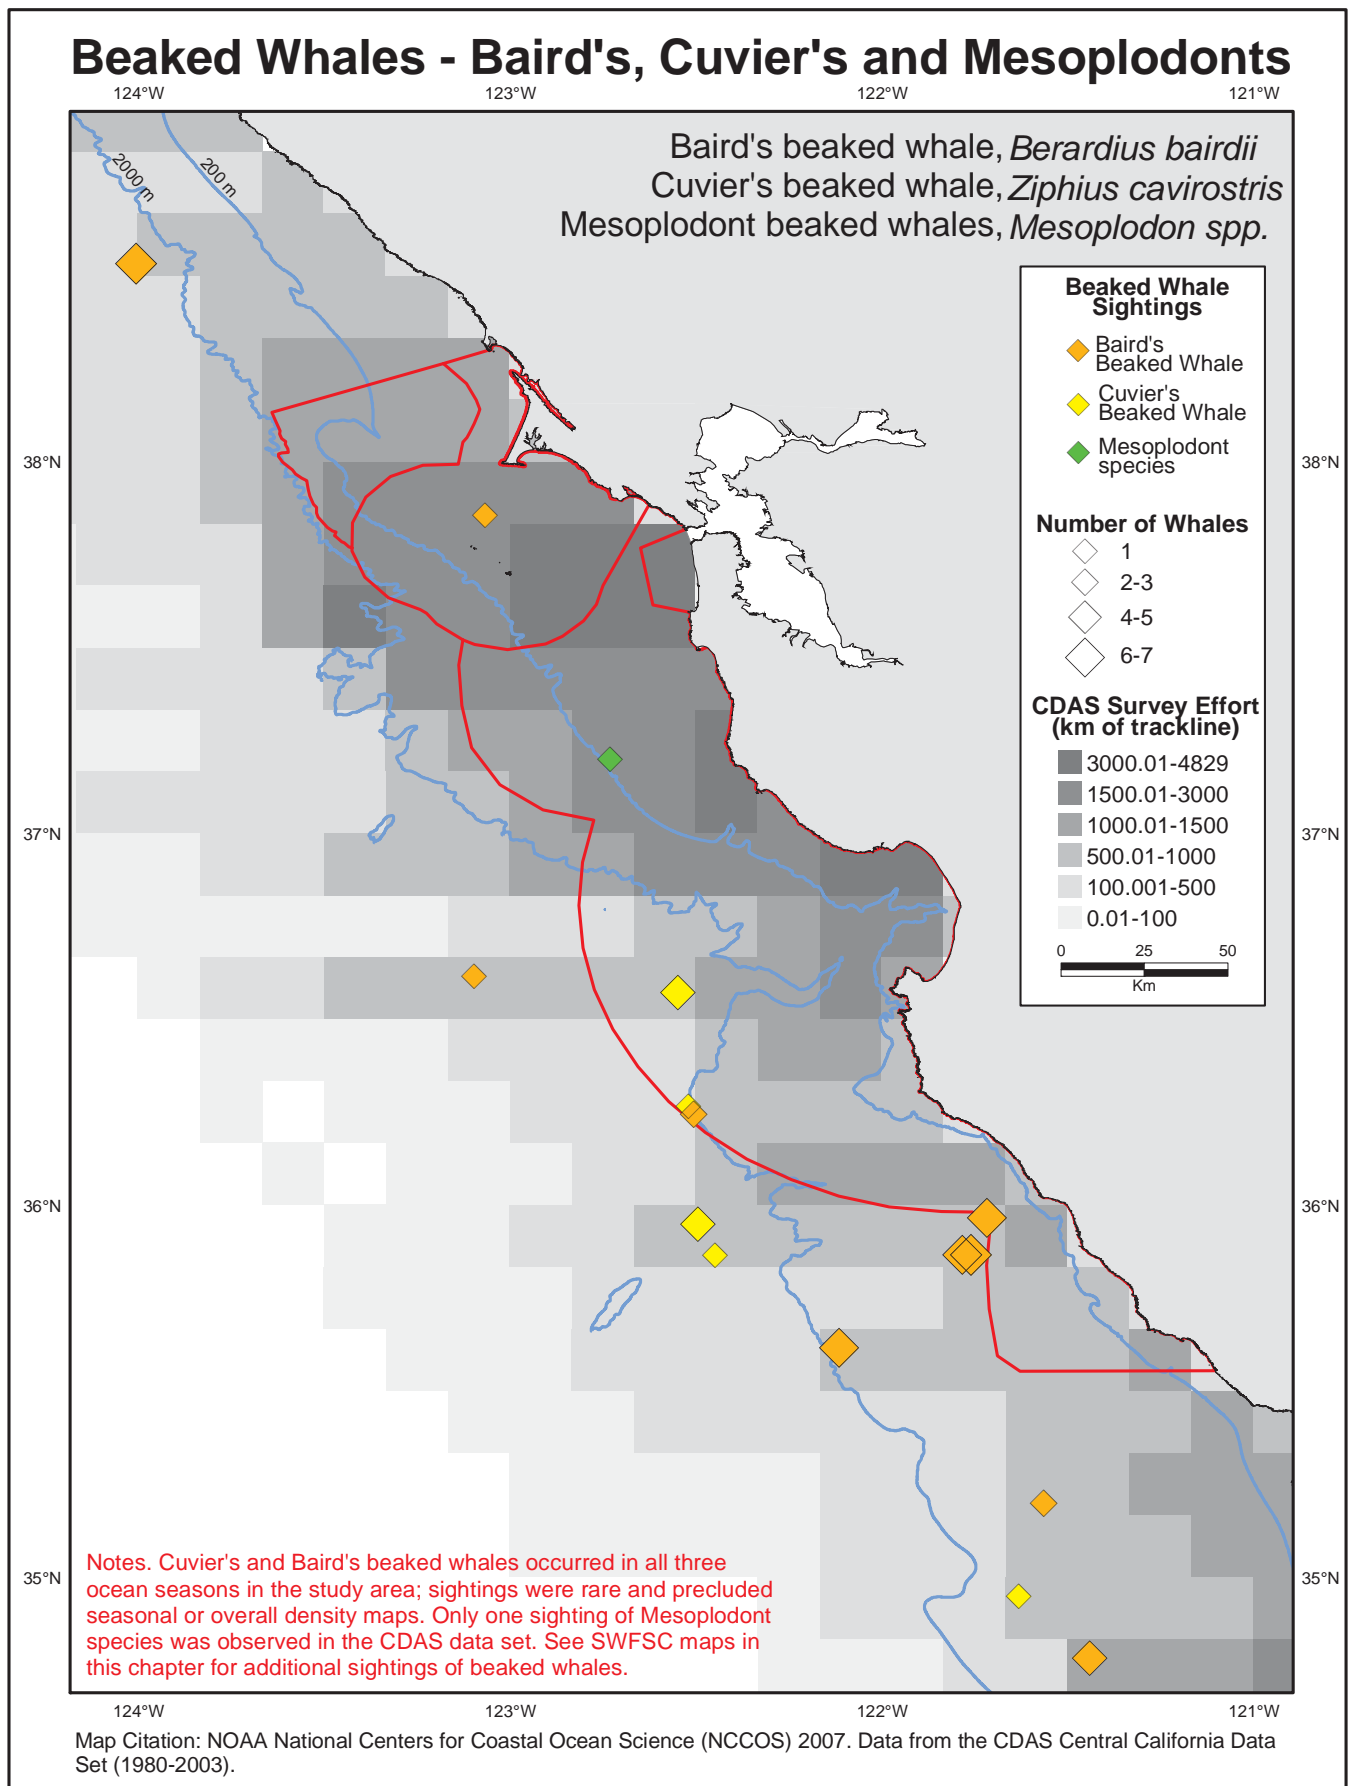 Beaked Whales - Baird's, Cuvier's and Mesoplodonts
124°W 123°W 122°W 121°W
Baird's beaked whale, Berardius bairdii
Cuvier's beaked whale, Ziphius cavirostris
Mesoplodont beaked whales, Mesoplodon spp.
2000 m
200 m
Beaked Whale
Sightings
Baird's
Beaked Whale
Cuvier's
Beaked Whale
Mesoplodont
species
Number of Whales
1
2-3
4-5
6-7
CDAS Survey Effort
(km of trackline)
3000.01-4829
1500.01-3000
1000.01-1500
500.01-1000
100.001-500
0.01-100
0 25 50
Km
38°N 38°N
37°N 37°N
36°N 36°N
35°N 35°N
Notes. Cuvier's and Baird's beaked whales occurred in all three
ocean seasons in the study area; sightings were rare and precluded
seasonal or overall density maps. Only one sighting of Mesoplodont
species was observed in the CDAS data set. See SWFSC maps in
this chapter for additional sightings of beaked whales.
124°W 123°W 122°W 121°W
Map Citation: NOAA National Centers for Coastal Ocean Science (NCCOS) 2007. Data from the CDAS Central California Data
Set (1980-2003).